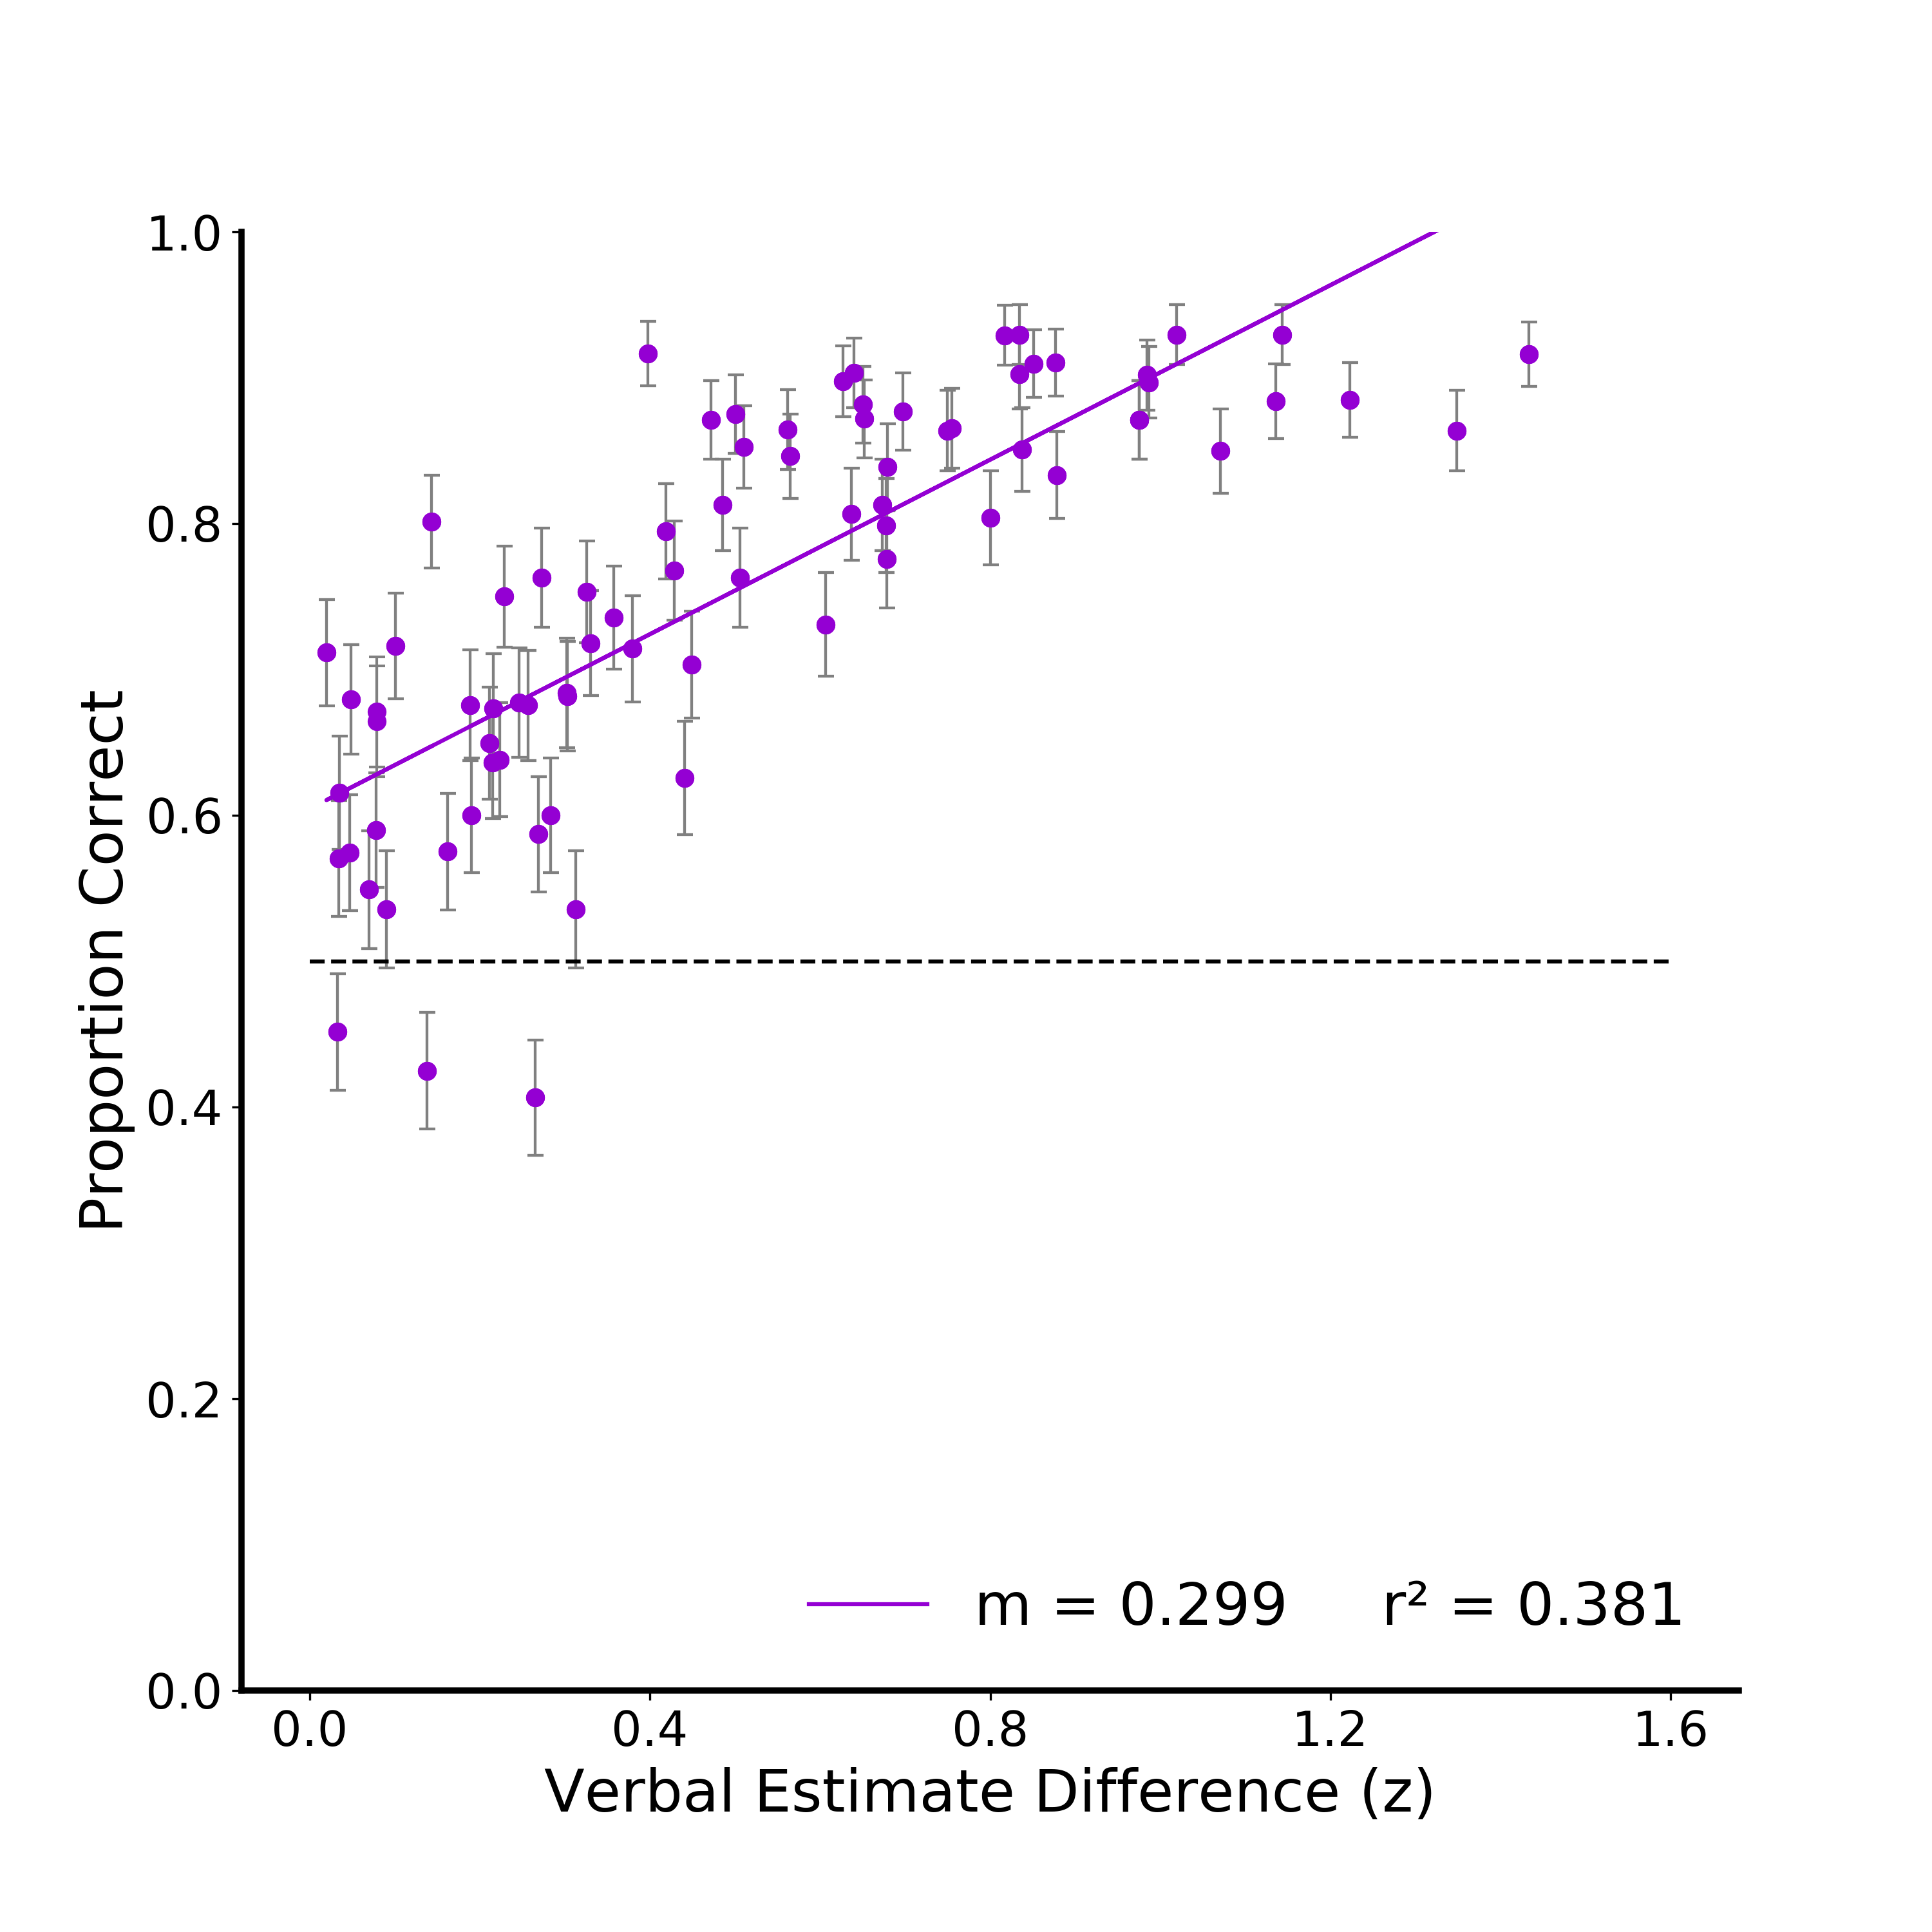 1.0
0.8
0.6
0.4
0.2
0.0
Proportion Correct
m = 0.299 r² = 0.381
0.0 0.4 0.8 1.2 1.6
Verbal Estimate Difference (z)